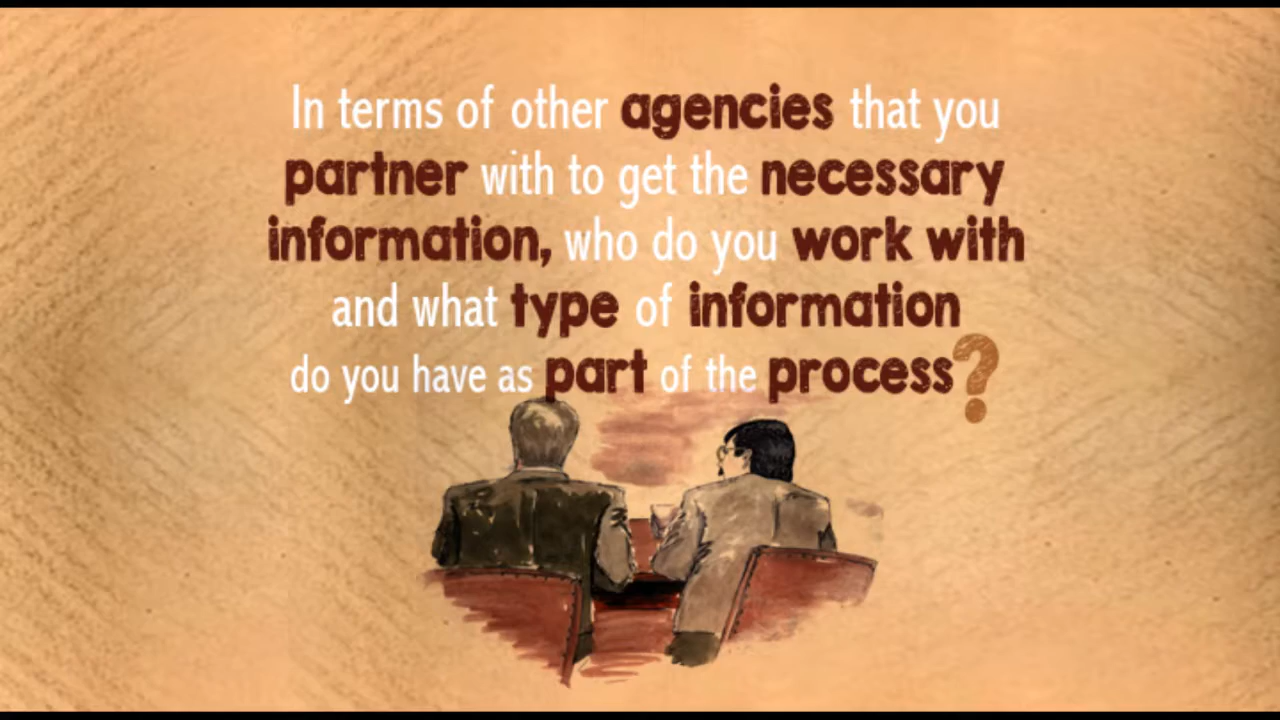 In terms of other agencies that you
partner with to get the necessary
information, who do you work with
and what type of information
do you have as part of the process?